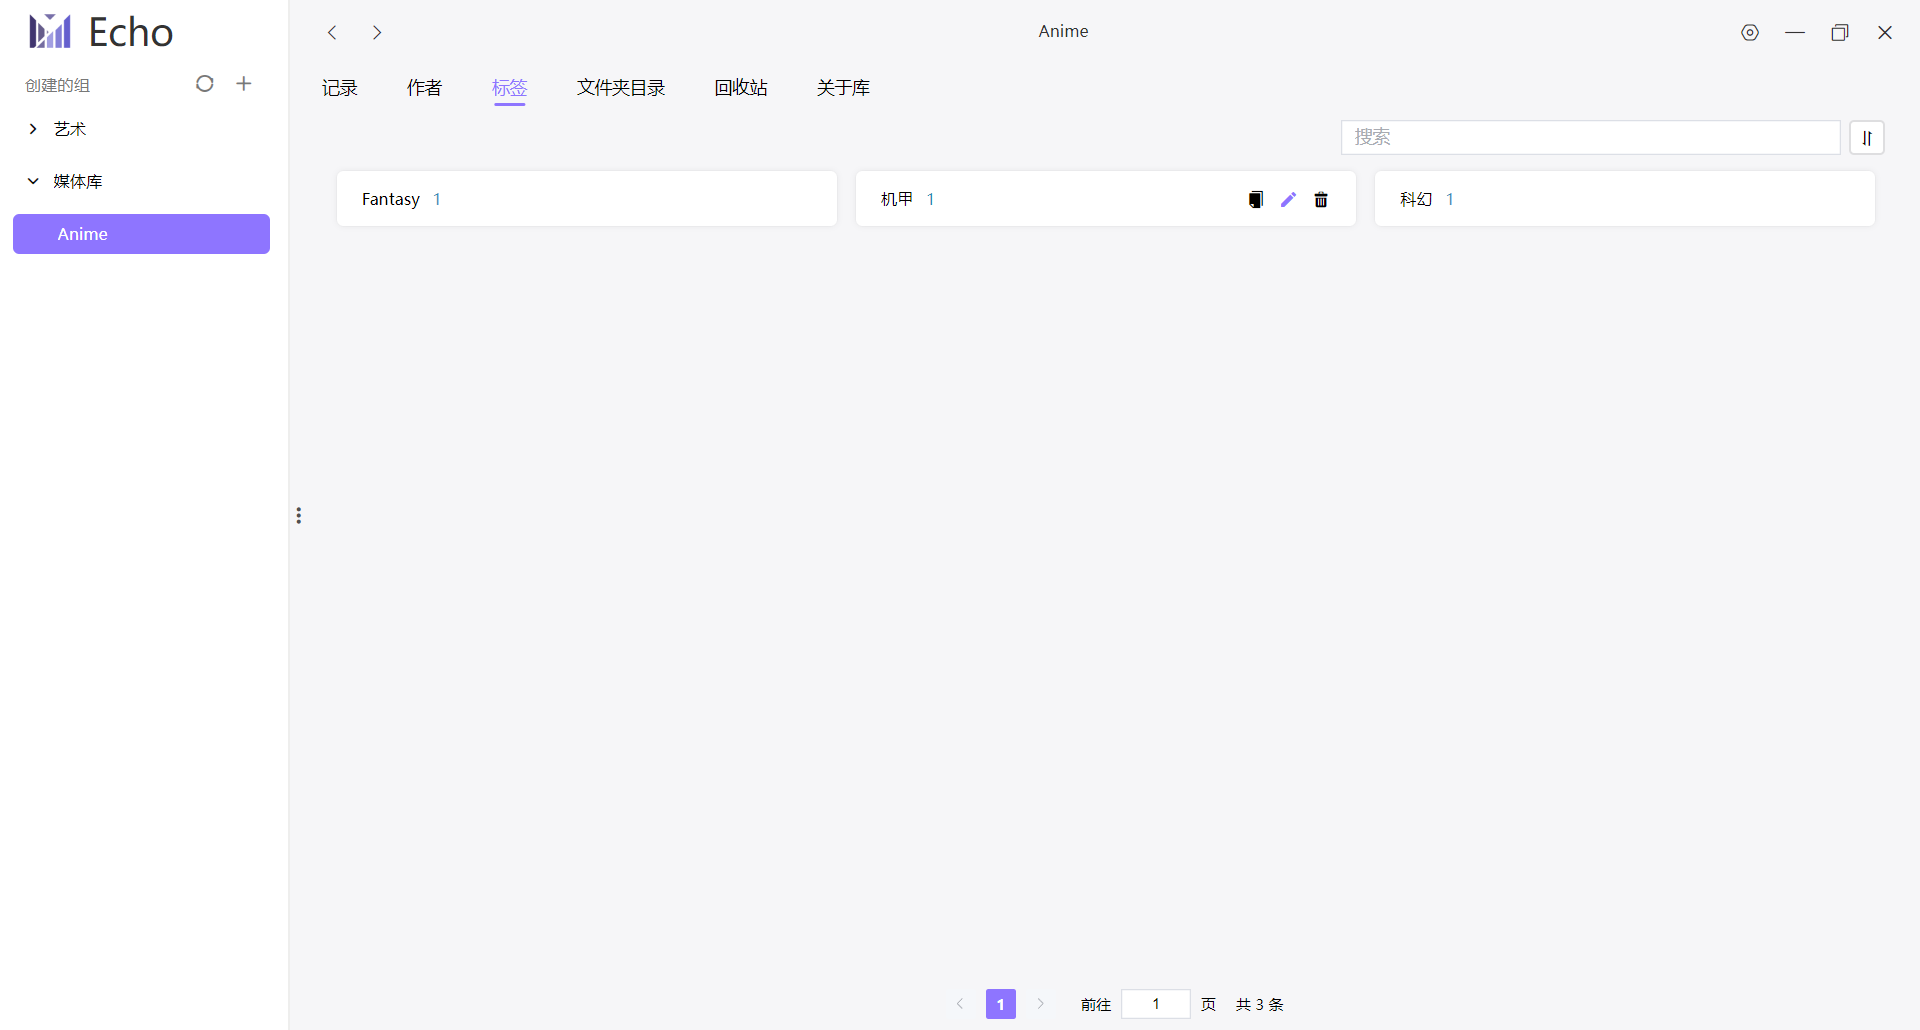 Echo
创建的组
艺术
媒体库
Anime
Anime
记录 作者 标签 文件夹目录 回收站 关于库
搜索
Fantasy 1
机甲 1
科幻 1
1 前往 1 页 共 3 条